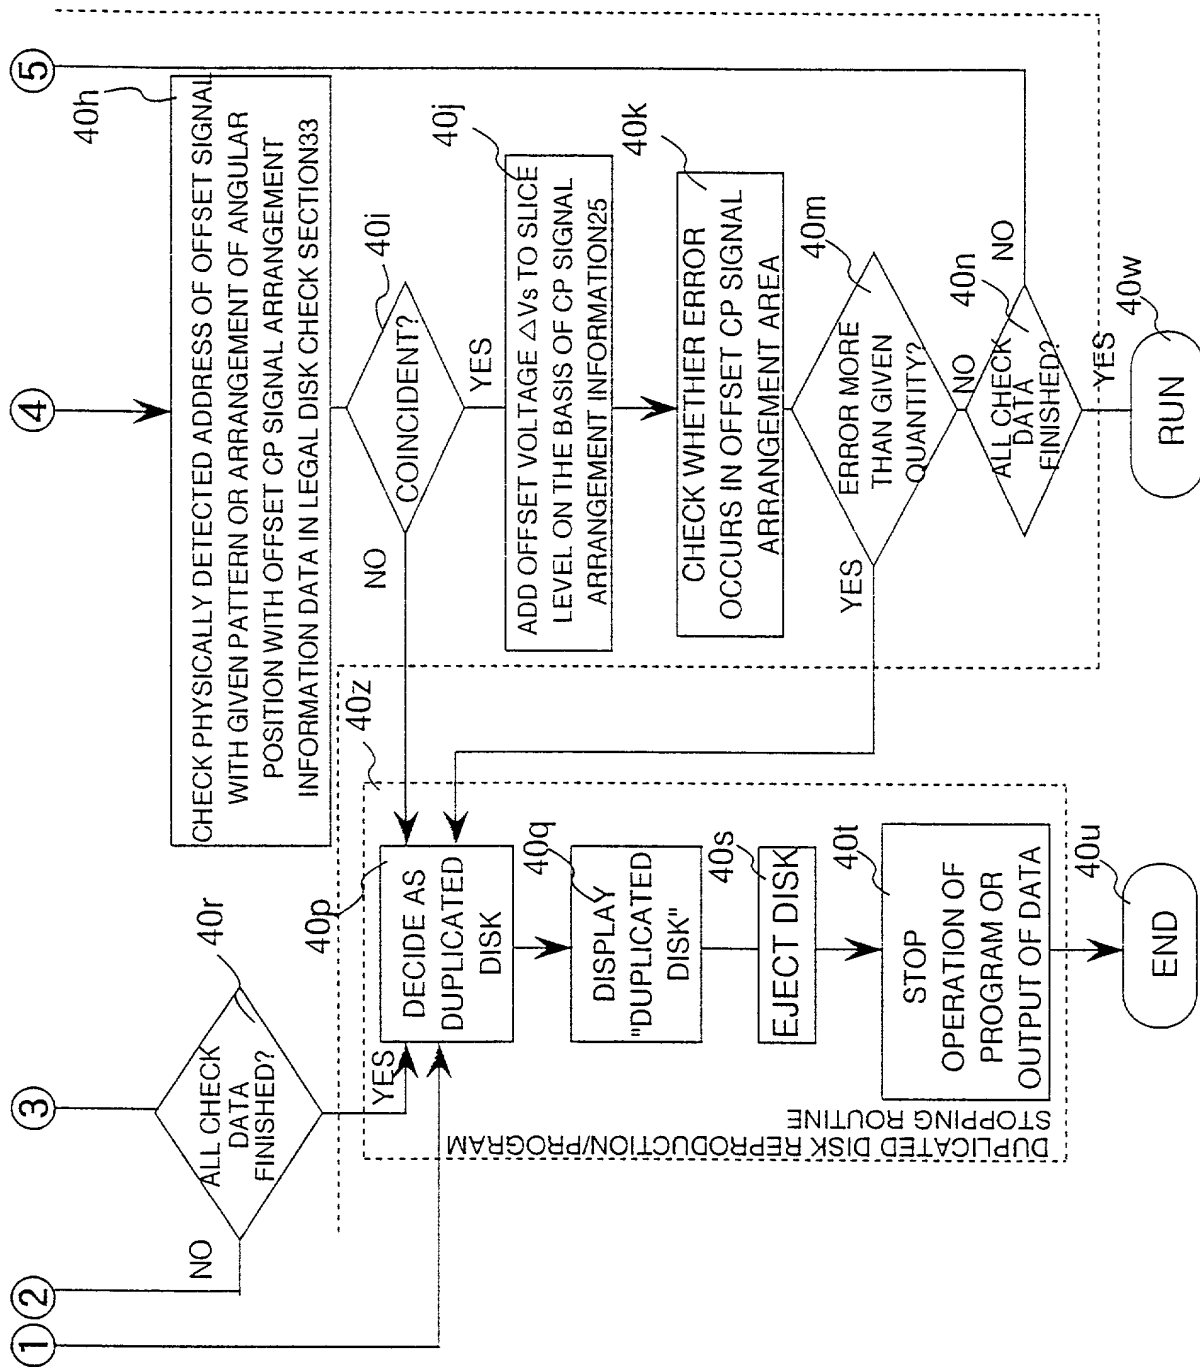 ①
②
③
④
⑤
40r
ALL CHECK
DATA
FINISHED?
NO
YES
40h
CHECK PHYSICALLY DETECTED ADDRESS OF OFFSET SIGNAL
WITH GIVEN PATTERN OR ARRANGEMENT OF ANGULAR
POSITION WITH OFFSET CP SIGNAL ARRANGEMENT
INFORMATION DATA IN LEGAL DISK CHECK SECTION33
40i
COINCIDENT?
NO
YES
40j
ADD OFFSET VOLTAGE △Vs TO SLICE
LEVEL ON THE BASIS OF CP SIGNAL
ARRANGEMENT INFORMATION25
40k
CHECK WHETHER ERROR
OCCURS IN OFFSET CP SIGNAL
ARRANGEMENT AREA
40m
ERROR MORE
THAN GIVEN
QUANTITY?
YES
NO
40n
ALL CHECK
DATA
FINISHED?
NO
YES
40w
RUN
40z
40p
DECIDE AS
DUPLICATED
DISK
40q
DISPLAY
"DUPLICATED
DISK"
40s
EJECT DISK
40t
STOP
OPERATION OF
PROGRAM OR
OUTPUT OF DATA
40u
END
DUPLICATED DISK REPRODUCTION/PROGRAM
STOPPING ROUTINE